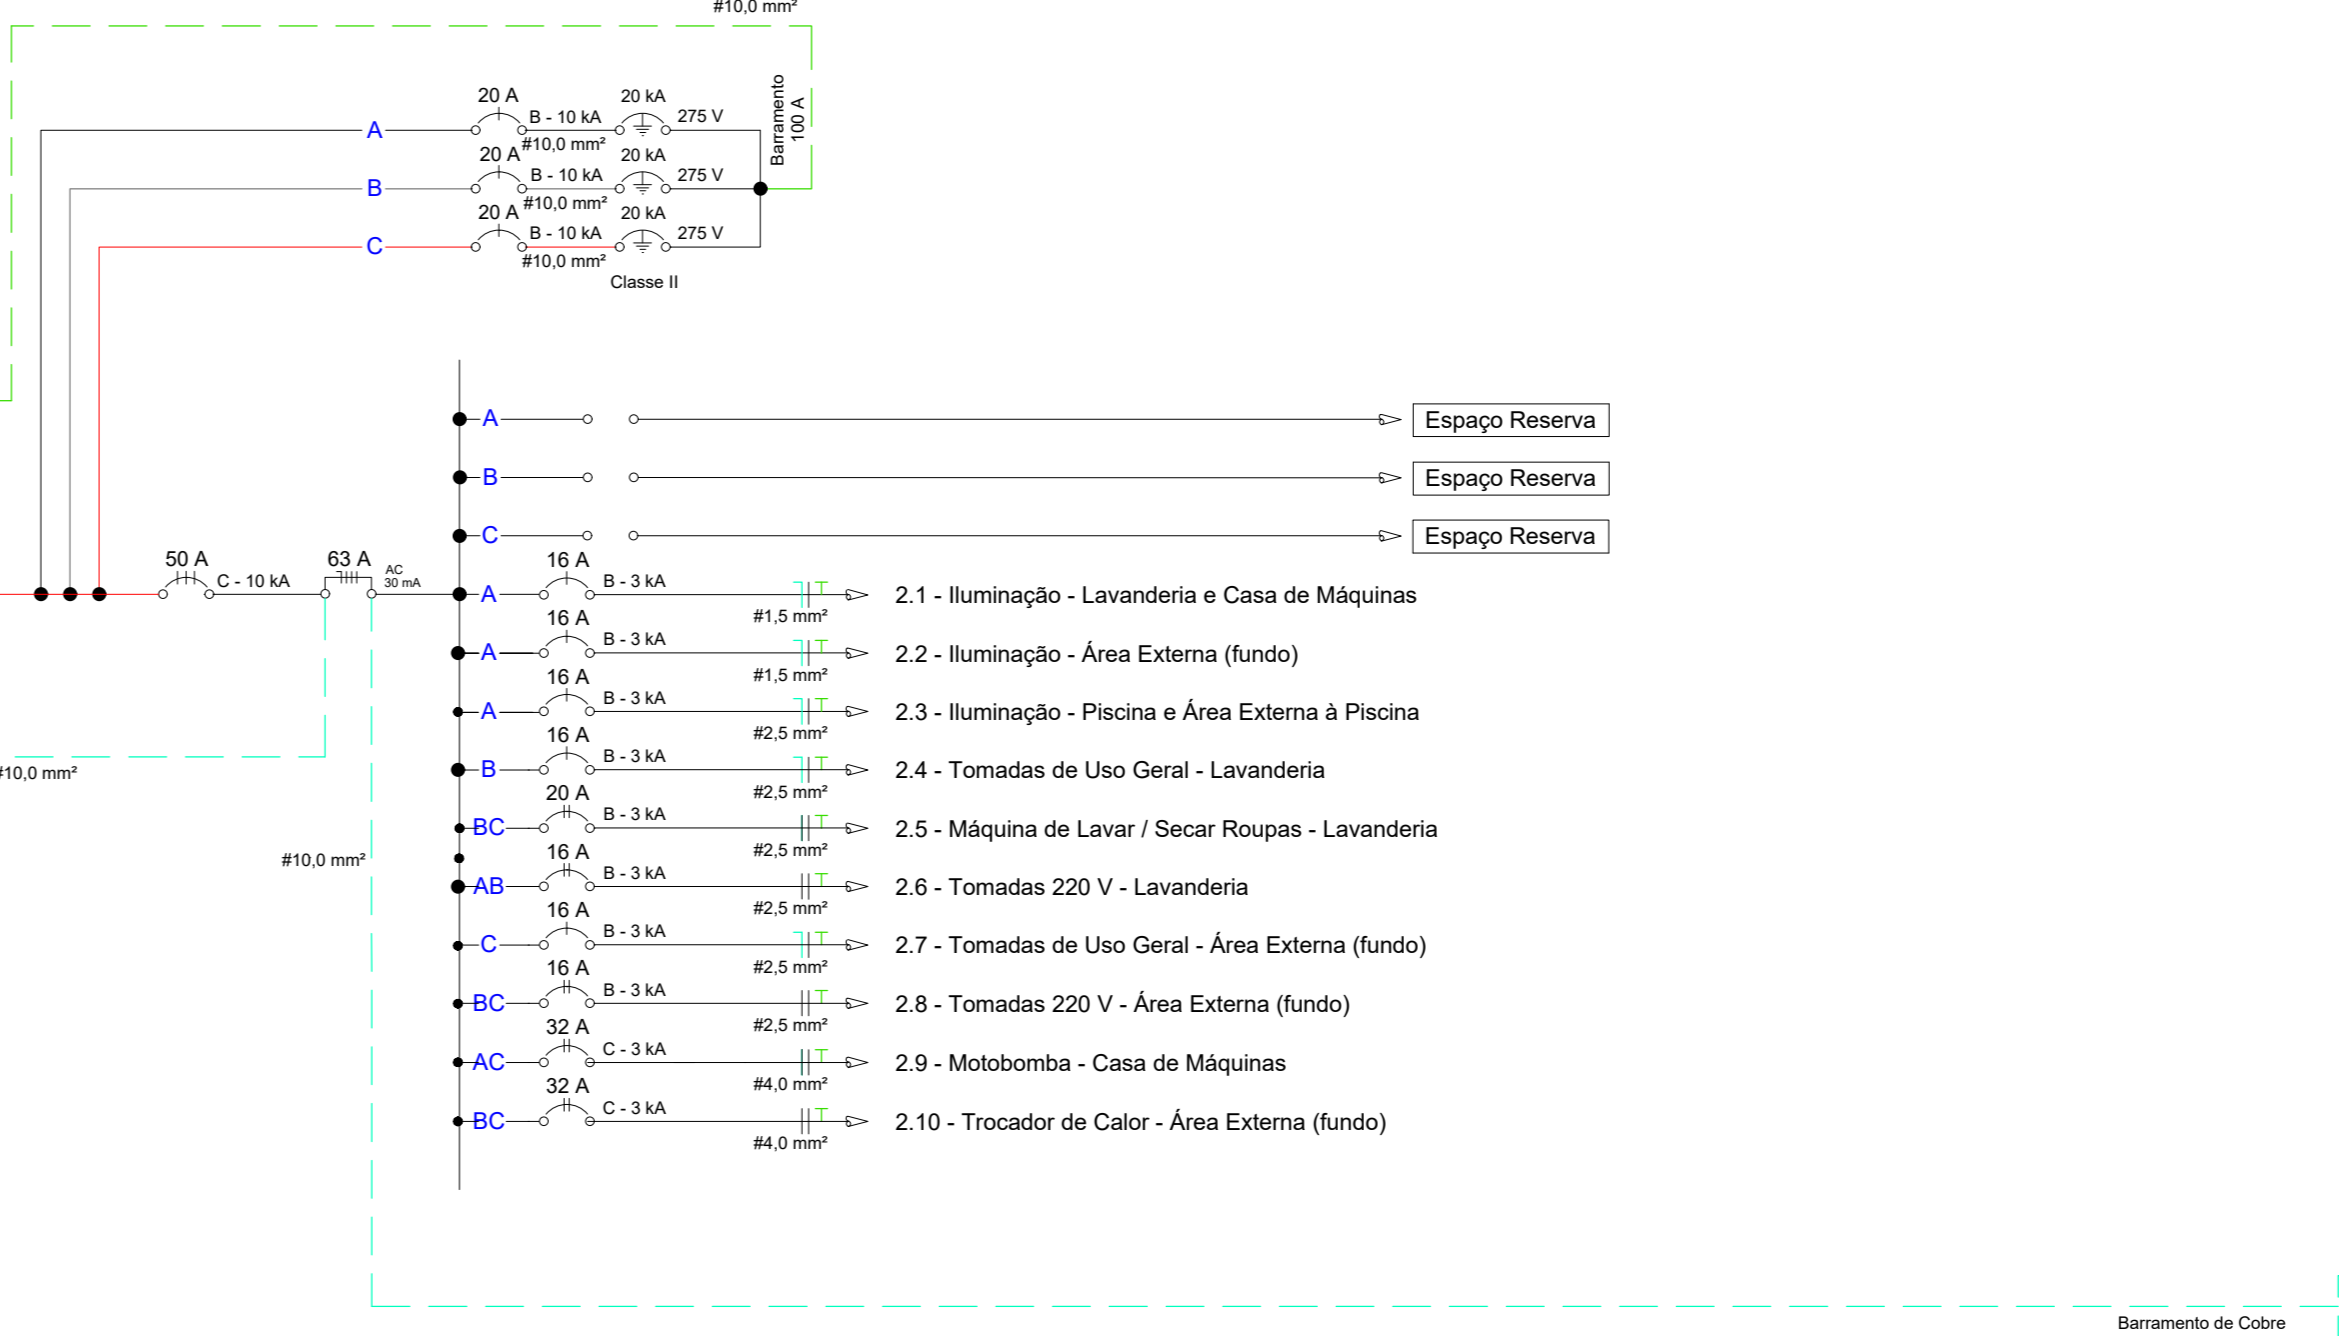 #10,0 mm²
Barramento
100 A
20 A
B - 10 kA
20 kA
275 V
A
#10,0 mm²
20 A
B - 10 kA
20 kA
275 V
B
#10,0 mm²
20 A
B - 10 kA
20 kA
275 V
C
#10,0 mm²
Classe II
A
Espaço Reserva
B
Espaço Reserva
C
Espaço Reserva
50 A
C - 10 kA
63 A
AC
30 mA
A
16 A
B - 3 kA
#1,5 mm²
2.1 - Iluminação - Lavanderia e Casa de Máquinas
A
16 A
B - 3 kA
#1,5 mm²
2.2 - Iluminação - Área Externa (fundo)
A
16 A
B - 3 kA
#2,5 mm²
2.3 - Iluminação - Piscina e Área Externa à Piscina
B
16 A
B - 3 kA
#2,5 mm²
2.4 - Tomadas de Uso Geral - Lavanderia
#10,0 mm²
BC
20 A
B - 3 kA
#2,5 mm²
2.5 - Máquina de Lavar / Secar Roupas - Lavanderia
#10,0 mm²
AB
16 A
B - 3 kA
#2,5 mm²
2.6 - Tomadas 220 V - Lavanderia
C
16 A
B - 3 kA
#2,5 mm²
2.7 - Tomadas de Uso Geral - Área Externa (fundo)
BC
16 A
B - 3 kA
#2,5 mm²
2.8 - Tomadas 220 V - Área Externa (fundo)
AC
32 A
C - 3 kA
#4,0 mm²
2.9 - Motobomba - Casa de Máquinas
BC
32 A
C - 3 kA
#4,0 mm²
2.10 - Trocador de Calor - Área Externa (fundo)
Barramento de Cobre